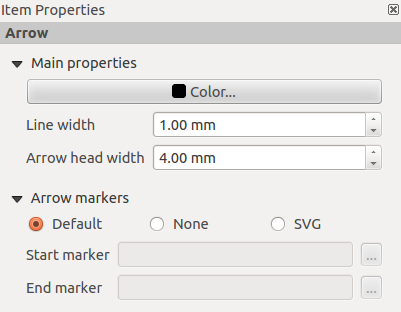 Item Properties
Arrow
Main properties
Color...
Line width 1.00 mm
Arrow head width 4.00 mm
Arrow markers
Default None SVG
Start marker ...
End marker ...